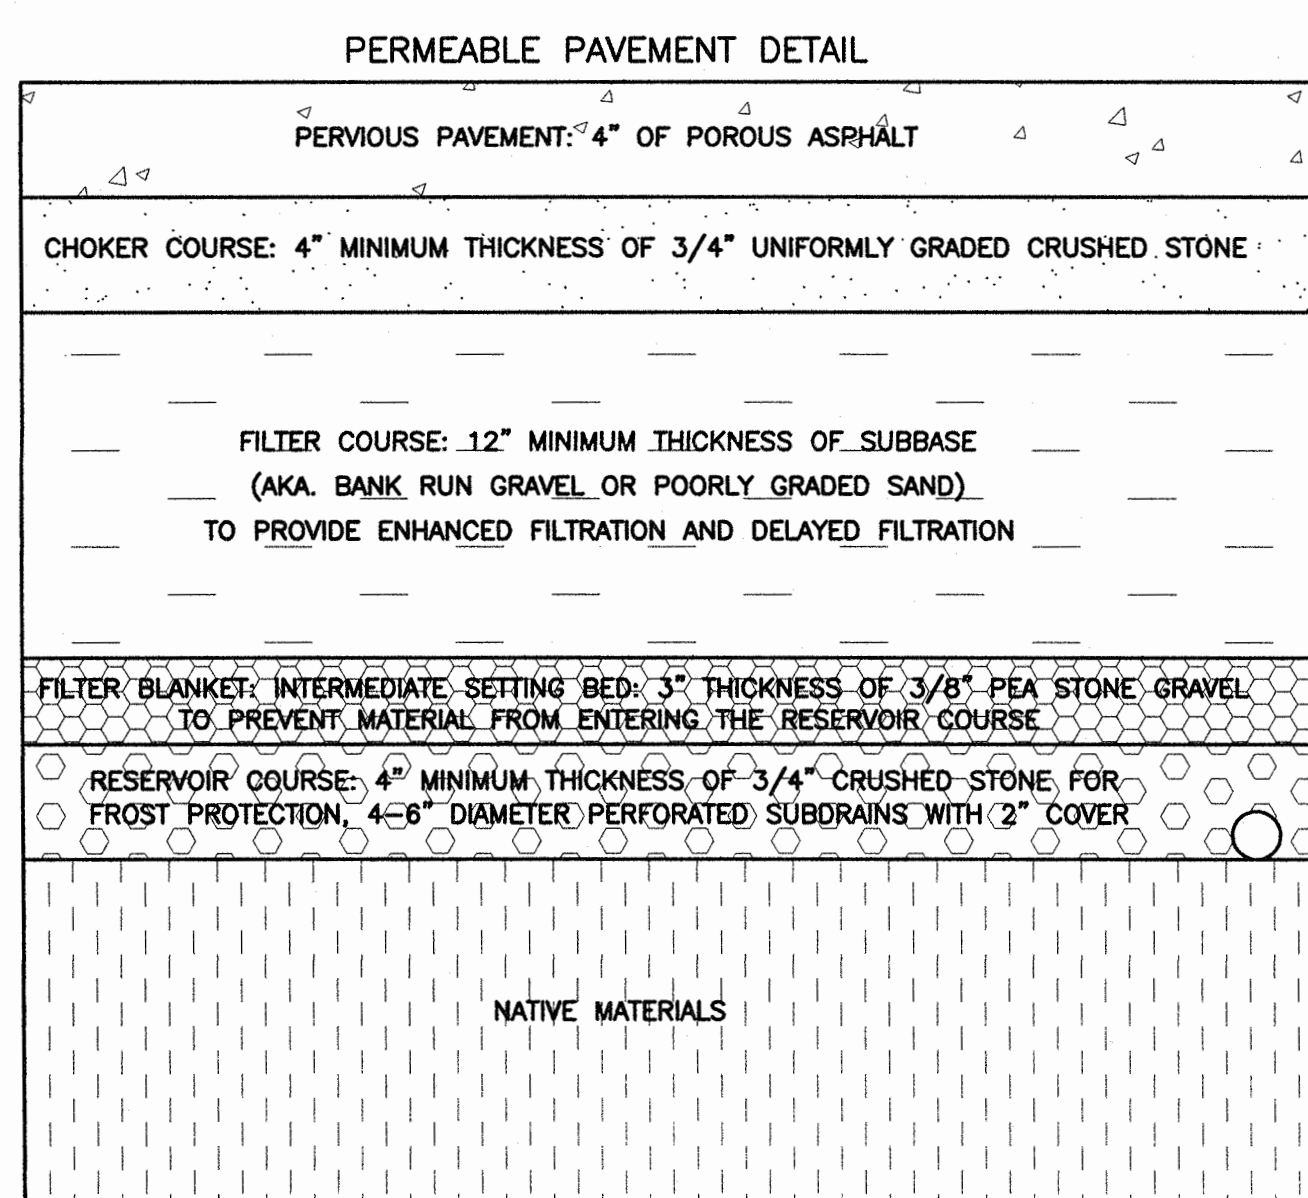 PERMEABLE PAVEMENT DETAIL
PERVIOUS PAVEMENT: 4" OF POROUS ASPHALT
CHOKER COURSE: 4" MINIMUM THICKNESS OF 3/4" UNIFORMLY GRADED CRUSHED STONE
FILTER COURSE: 12" MINIMUM THICKNESS OF SUBBASE
(AKA. BANK RUN GRAVEL OR POORLY GRADED SAND)
TO PROVIDE ENHANCED FILTRATION AND DELAYED FILTRATION
FILTER BLANKET: INTERMEDIATE SETTING BED: 3" THICKNESS OF 3/8" PEA STONE GRAVEL
TO PREVENT MATERIAL FROM ENTERING THE RESERVOIR COURSE
RESERVOIR COURSE: 4" MINIMUM THICKNESS OF 3/4" CRUSHED STONE FOR
FROST PROTECTION, 4-6" DIAMETER PERFORATED SUBDRAINS WITH 2" COVER
NATIVE MATERIALS